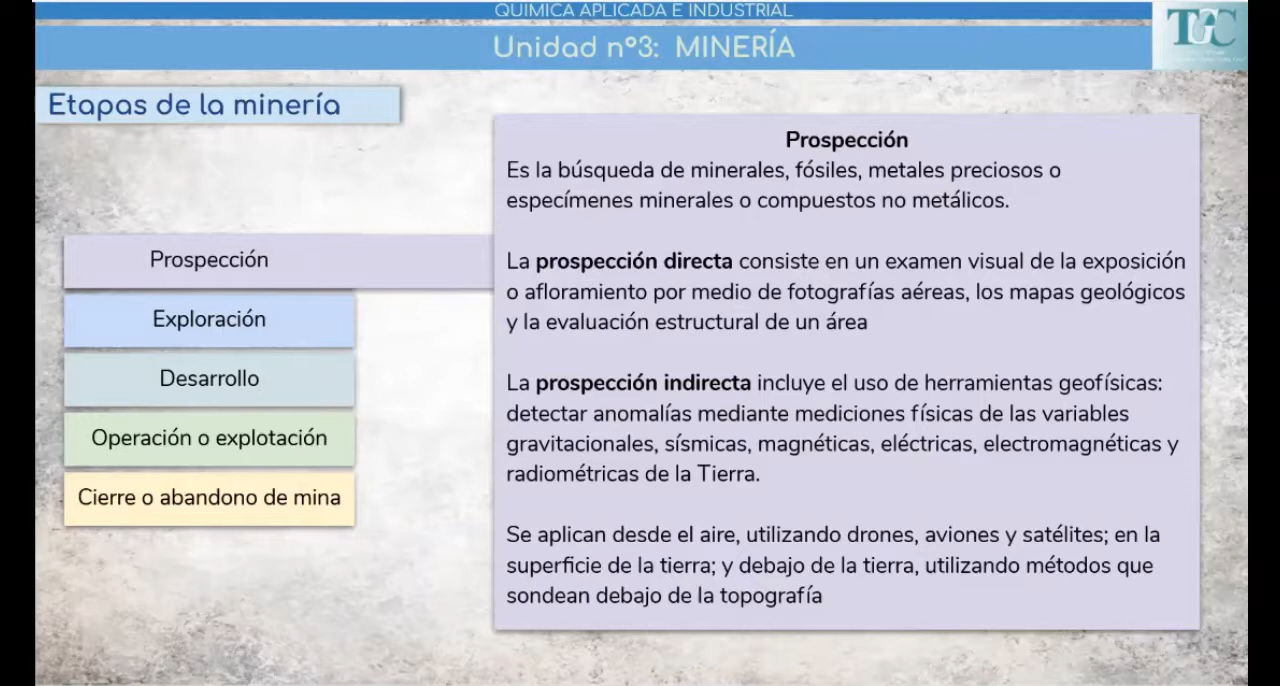 QUIMICA APLICADA E INDUSTRIAL
Unidad nº3: MINERÍA
TGC
Etapas de la minería
Prospección
Exploración
Desarrollo
Operación o explotación
Cierre o abandono de mina
Prospección
Es la búsqueda de minerales, fósiles, metales preciosos o
especímenes minerales o compuestos no metálicos.
La prospección directa consiste en un examen visual de la exposición
o afloramiento por medio de fotografías aéreas, los mapas geológicos
y la evaluación estructural de un área
La prospección indirecta incluye el uso de herramientas geofísicas:
detectar anomalías mediante mediciones físicas de las variables
gravitacionales, sísmicas, magnéticas, eléctricas, electromagnéticas y
radiométricas de la Tierra.
Se aplican desde el aire, utilizando drones, aviones y satélites; en la
superficie de la tierra; y debajo de la tierra, utilizando métodos que
sondean debajo de la topografía